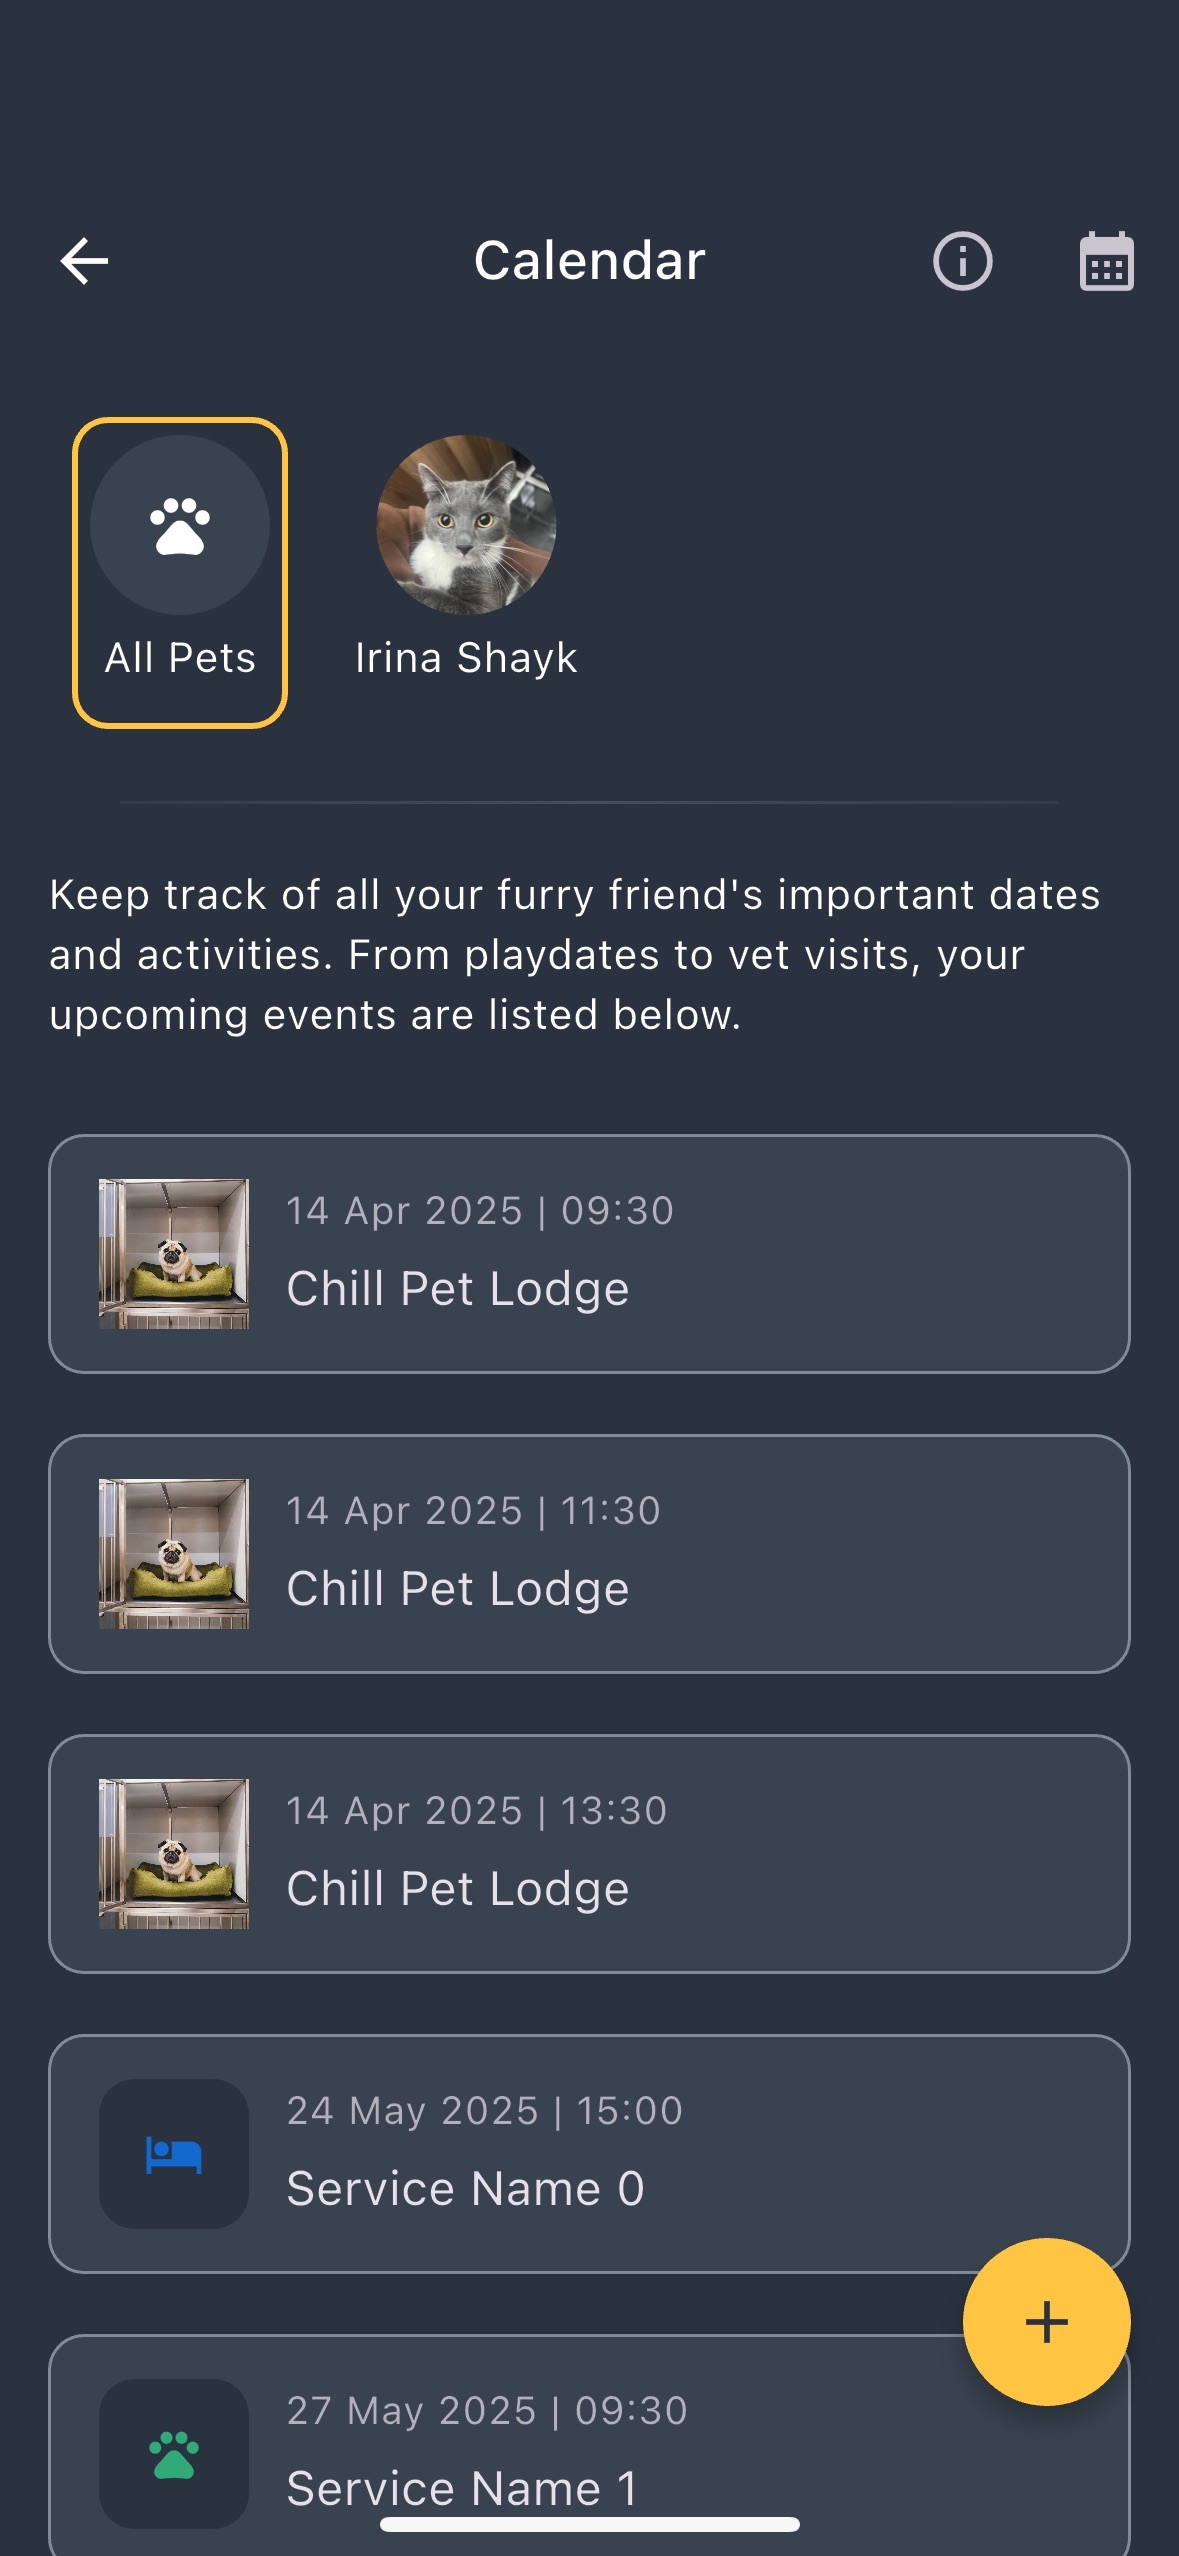 Calendar
All Pets
Irina Shayk
Keep track of all your furry friend's important dates
and activities. From playdates to vet visits, your
upcoming events are listed below.
14 Apr 2025 | 09:30
Chill Pet Lodge
14 Apr 2025 | 11:30
Chill Pet Lodge
14 Apr 2025 | 13:30
Chill Pet Lodge
24 May 2025 | 15:00
Service Name 0
27 May 2025 | 09:30
Service Name 1